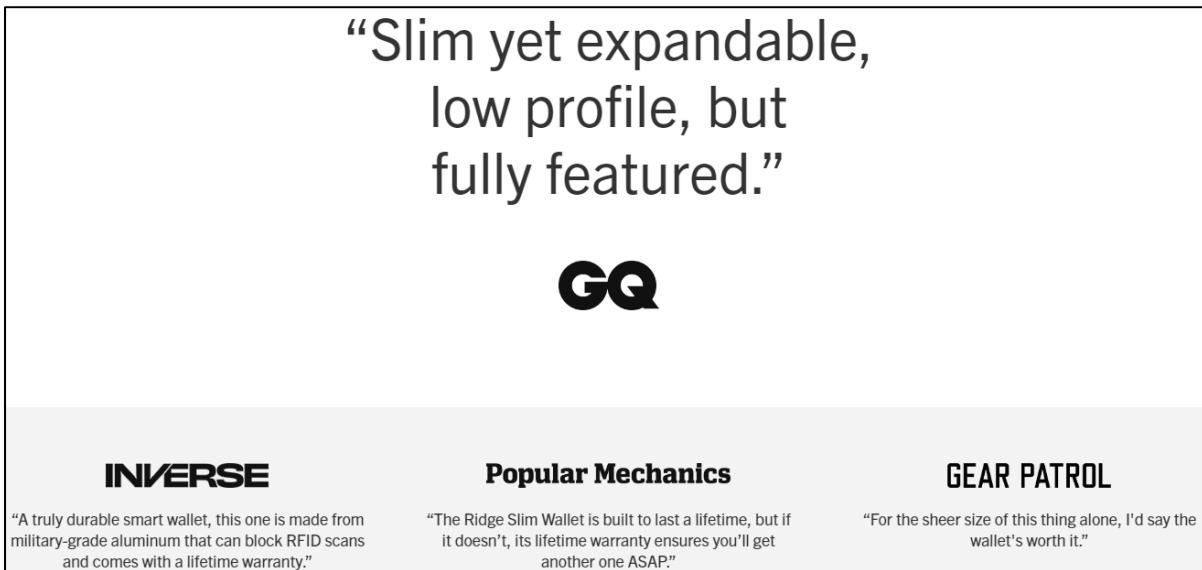 “Slim yet expandable,
low profile, but
fully featured.”
GQ
INVERSE
“A truly durable smart wallet, this one is made from
military-grade aluminum that can block RFID scans
and comes with a lifetime warranty.”
Popular Mechanics
“The Ridge Slim Wallet is built to last a lifetime, but if
it doesn’t, its lifetime warranty ensures you’ll get
another one ASAP.”
GEAR PATROL
“For the sheer size of this thing alone, I'd say the
wallet's worth it.”